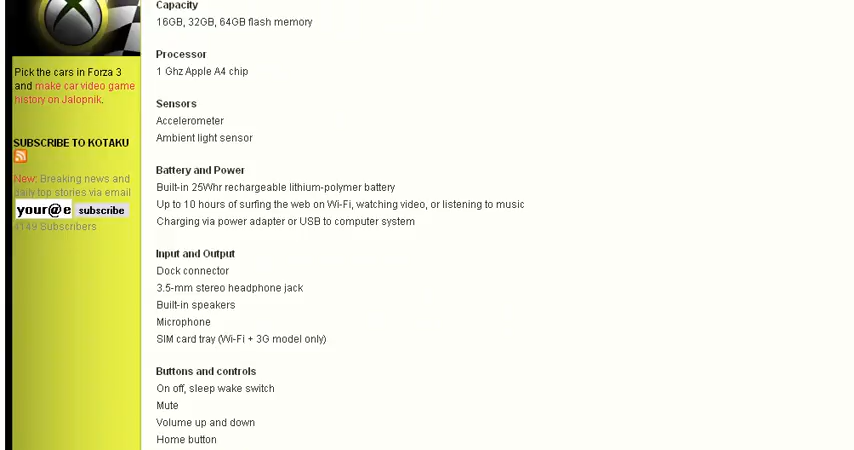 Capacity
16GB, 32GB, 64GB flash memory
Processor
1 Ghz Apple A4 chip
Sensors
Accelerometer
Ambient light sensor
Battery and Power
Built-in 25Whr rechargeable lithium-polymer battery
Up to 10 hours of surfing the web on Wi-Fi, watching video, or listening to music
Charging via power adapter or USB to computer system
Input and Output
Dock connector
3.5-mm stereo headphone jack
Built-in speakers
Microphone
SIM card tray (Wi-Fi + 3G model only)
Buttons and controls
On off, sleep wake switch
Mute
Volume up and down
Home button
Pick the cars in Forza 3
and make car video game
history on Jalopnik.
SUBSCRIBE TO KOTAKU
New: Breaking news and
daily top stories via email
your@e subscribe
4149 Subscribers